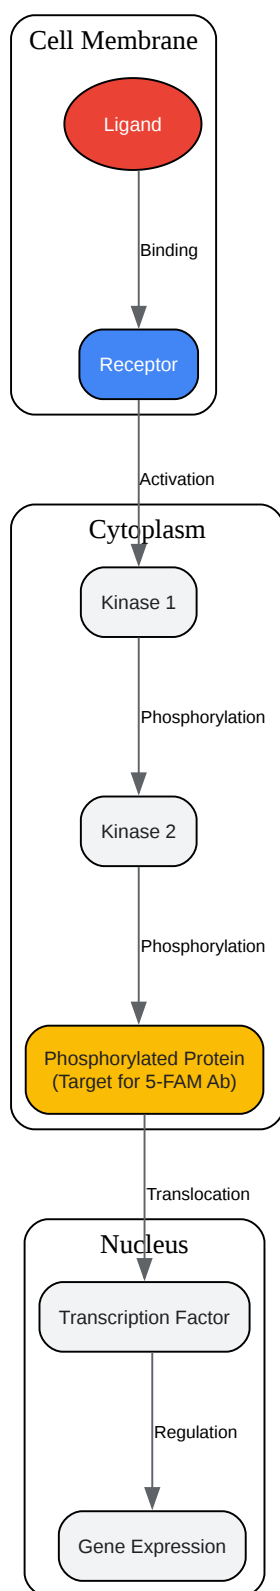 Cell Membrane
Ligand
Binding
Receptor
Activation
Cytoplasm
Kinase 1
Phosphorylation
Kinase 2
Phosphorylation
Phosphorylated Protein
(Target for 5-FAM Ab)
Translocation
Nucleus
Transcription Factor
Regulation
Gene Expression